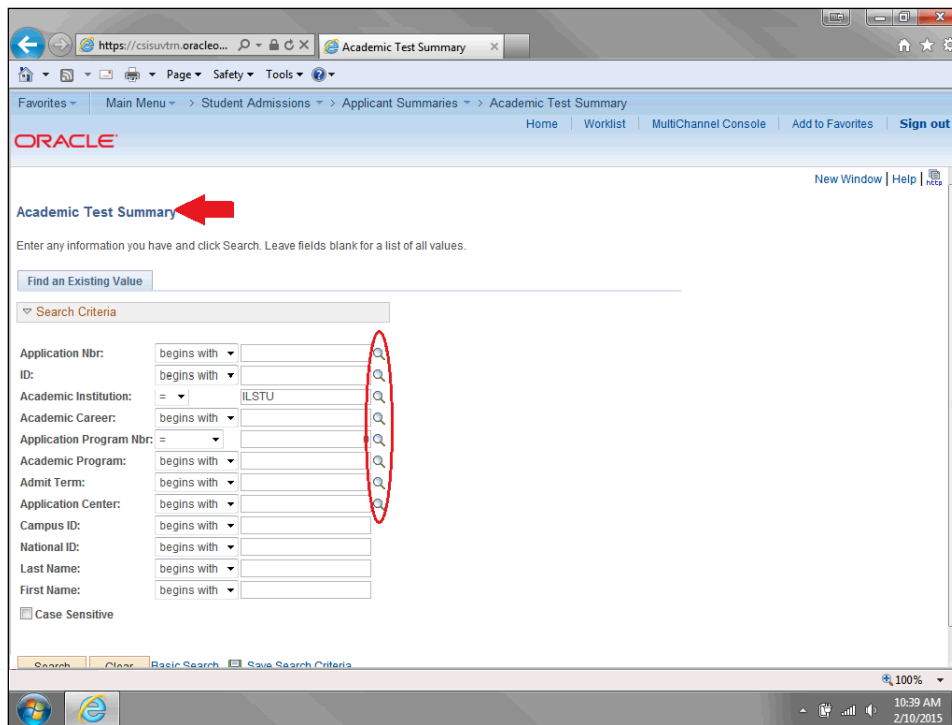 https://csisuvtrn.oracleo... Academic Test Summary
Page Safety Tools
Favorites Main Menu > Student Admissions > Applicant Summaries > Academic Test Summary
Home Worklist MultiChannel Console Add to Favorites Sign out
ORACLE
New Window | Help | http
Academic Test Summary
Enter any information you have and click Search. Leave fields blank for a list of all values.
Find an Existing Value
Search Criteria
Application Nbr: begins with
ID: begins with
Academic Institution: = ILSTU
Academic Career: begins with
Application Program Nbr: =
Academic Program: begins with
Admit Term: begins with
Application Center: begins with
Campus ID: begins with
National ID: begins with
Last Name: begins with
First Name: begins with
Case Sensitive
Search Clear Basic Search Save Search Criteria
100%
10:39 AM
2/10/2015